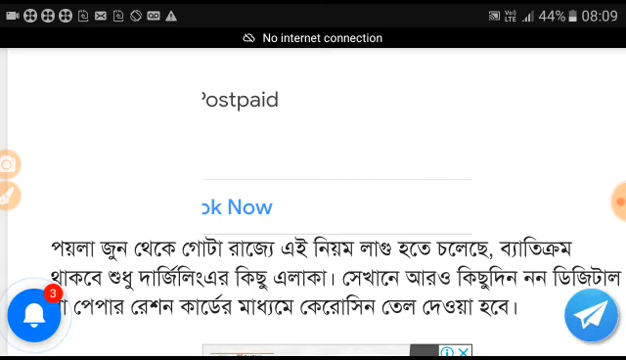 44% 08:09
No internet connection
Postpaid
ok Now
পয়লা জুন থেকে গোটা রাজ্যে এই নিয়ম লাগু হতে চলেছে, ব্যাতিক্রম
থাকবে শুধু দার্জিলিংএর কিছু এলাকা। সেখানে আরও কিছুদিন নন ডিজিটাল
পেপার রেশন কার্ডের মাধ্যমে কেরোসিন তেল দেওয়া হবে।
3